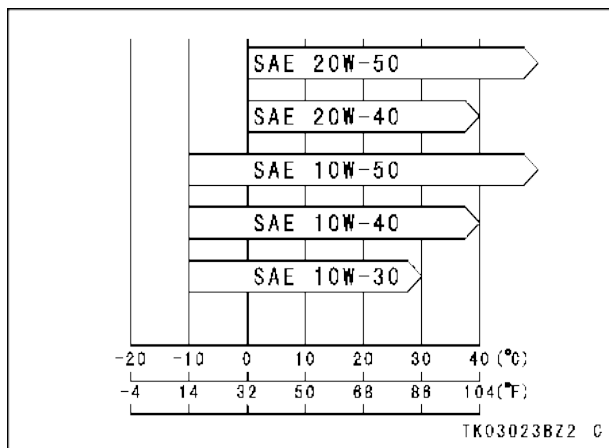 SAE 20W-50
SAE 20W-40
SAE 10W-50
SAE 10W-40
SAE 10W-30
-20 -10 0 10 20 30 40 (°C)
-4 14 32 50 68 86 104(°F)
TK03023BZ2 C